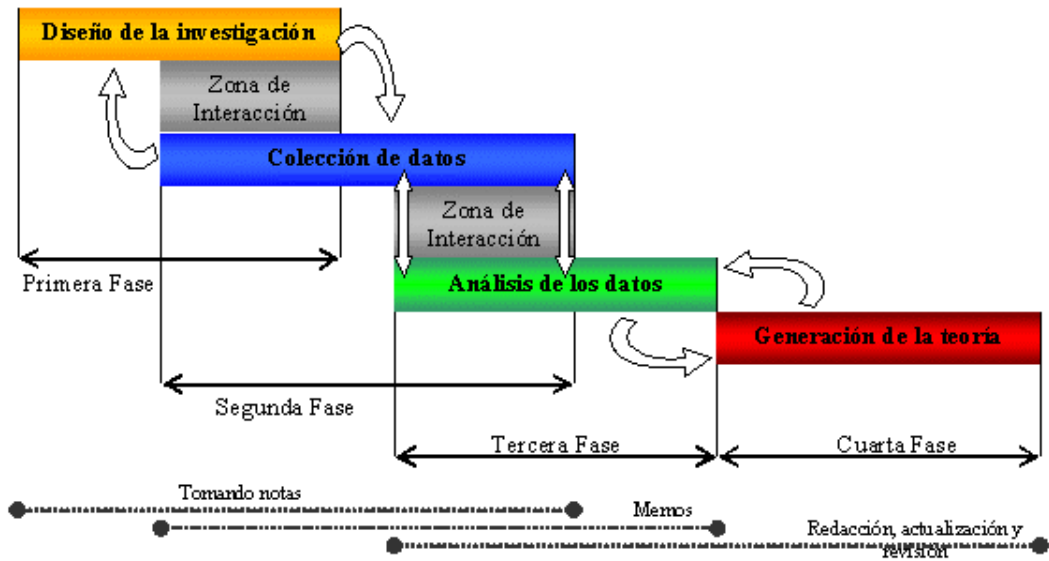 Diseño de la investigación
Zona de
Interacción
Colección de datos
Zona de
Interacción
Primera Fase
Análisis de los datos
Generación de la teoría
Segunda Fase
Tercera Fase
Cuarta Fase
Tomando notas
Memos
Redacción, actualización y
revisión